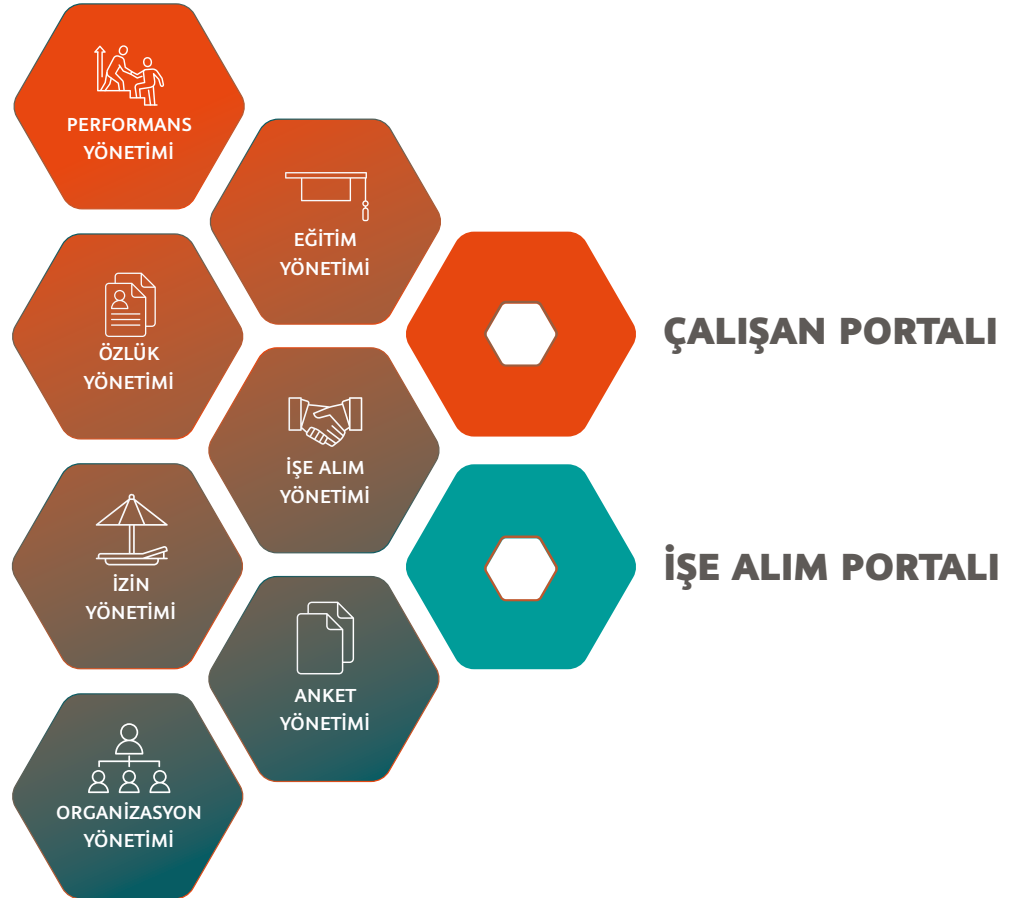 PERFORMANS
YÖNETİMİ
EĞİTİM
YÖNETİMİ
ÖZLÜK
YÖNETİMİ
ÇALIŞAN PORTALI
İŞE ALIM
YÖNETİMİ
İZİN
YÖNETİMİ
İŞE ALIM PORTALI
ANKET
YÖNETİMİ
ORGANİZASYON
YÖNETİMİ